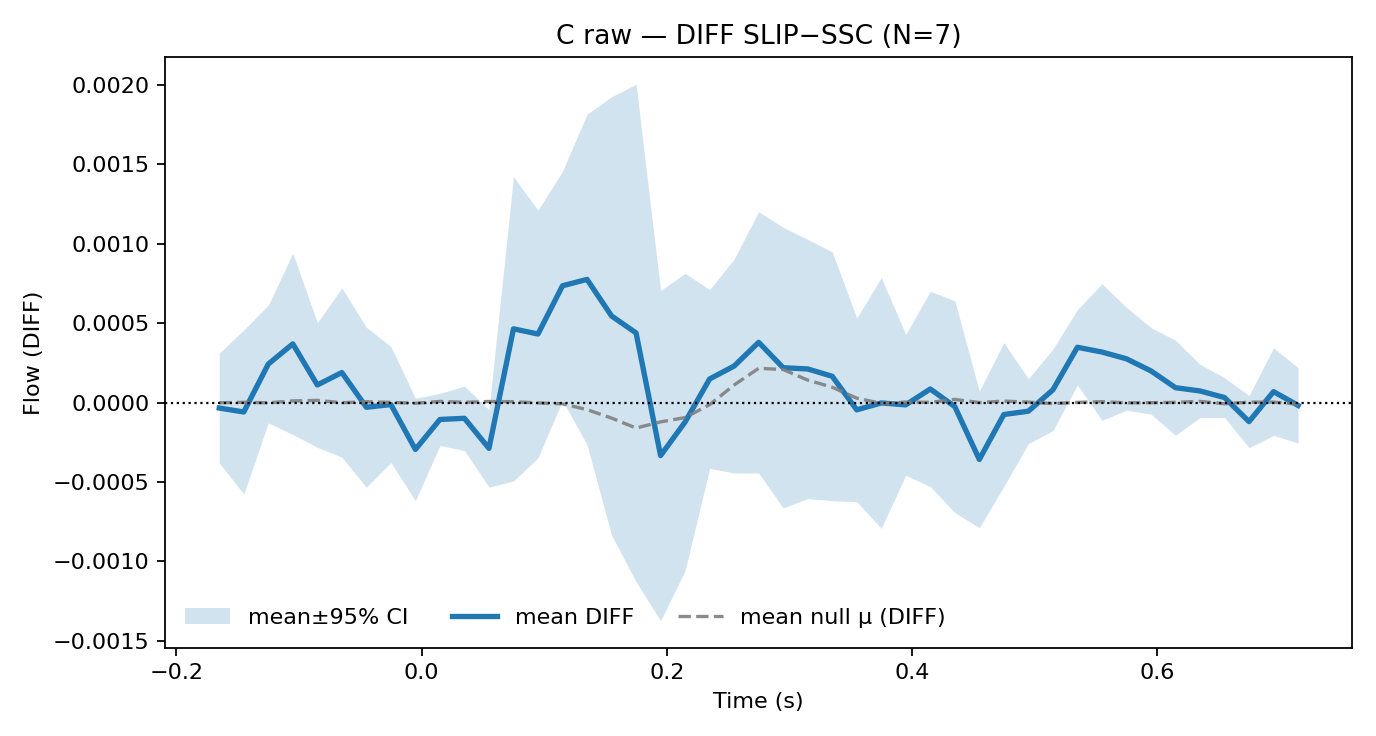 C raw — DIFF SLIP−SSC (N=7)
Flow (DIFF)
0.0020
0.0015
0.0010
0.0005
0.0000
−0.0005
−0.0010
−0.0015
mean±95% CI
mean DIFF
mean null μ (DIFF)
−0.2
0.0
0.2
0.4
0.6
Time (s)